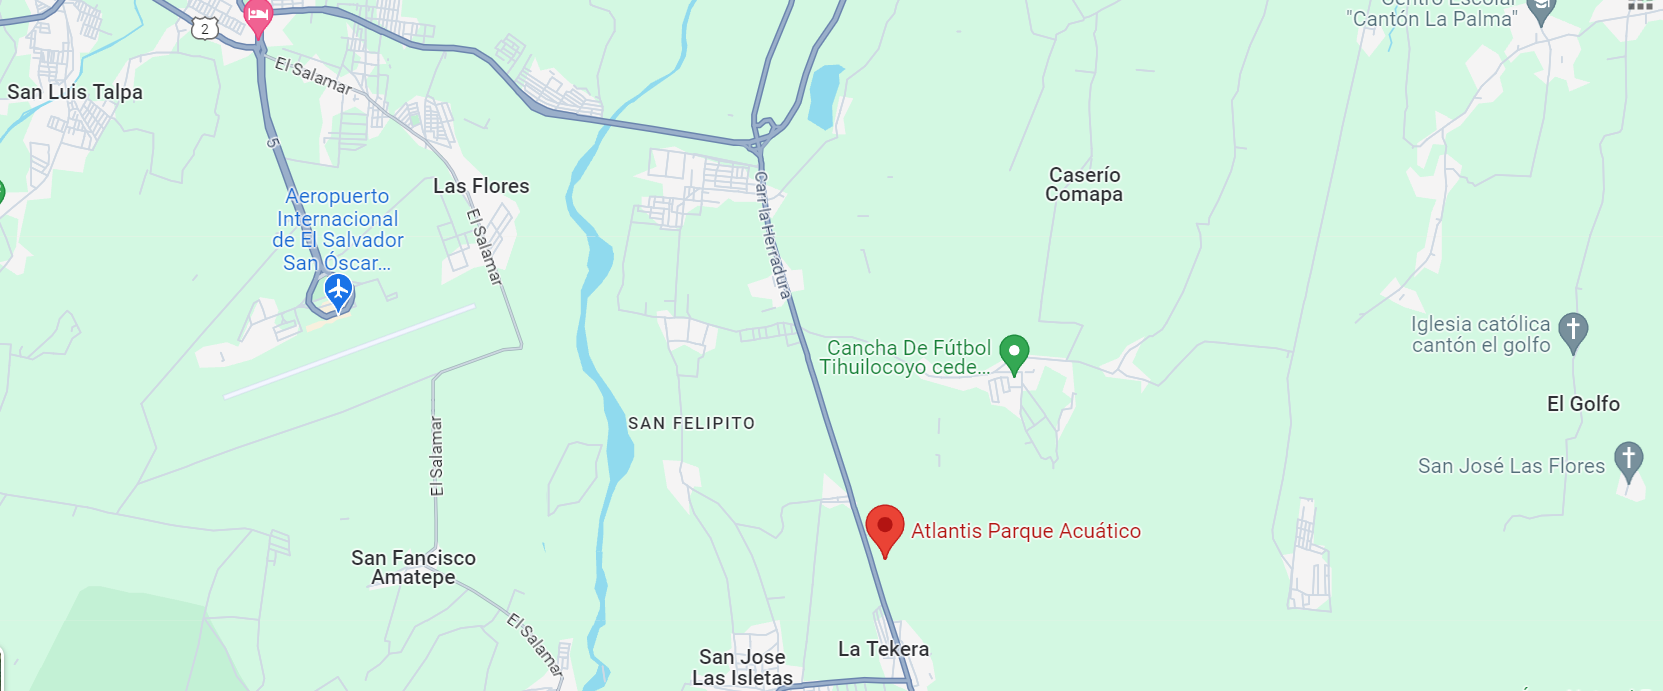 Centro Escolar
"Cantón La Palma"
2
El Salamar
San Luis Talpa
5
Las Flores
Caserío
Comapa
Aeropuerto
Internacional
de El Salvador
San Óscar...
El Salamar
Carr la Herradura
Iglesia católica
cantón el golfo
Cancha De Fútbol
Tihuilocoyo cede...
El Golfo
SAN FELIPITO
El Salamar
San José Las Flores
Atlantis Parque Acuático
San Fancisco
Amatepe
El Salamar
La Tekera
San Jose
Las Isletas